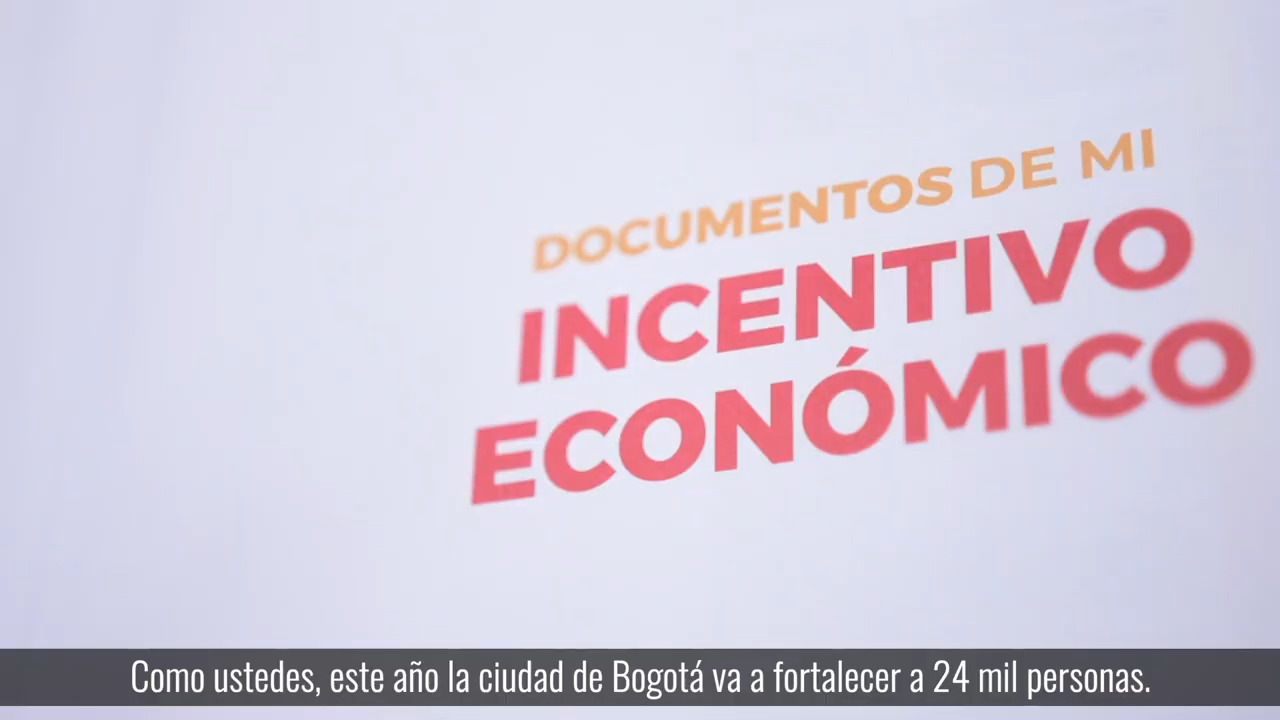 DOCUMENTOS DE MI
INCENTIVO
ECONÓMICO
Como ustedes, este año la ciudad de Bogotá va a fortalecer a 24 mil personas.